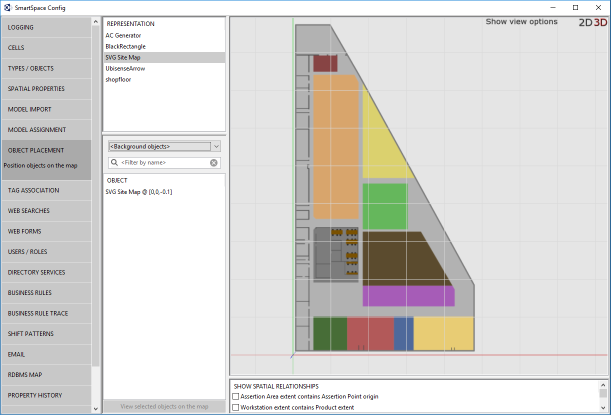 SmartSpace Config
LOGGING
CELLS
TYPES / OBJECTS
SPATIAL PROPERTIES
MODEL IMPORT
MODEL ASSIGNMENT
OBJECT PLACEMENT
Position objects on the map
TAG ASSOCIATION
WEB SEARCHES
WEB FORMS
USERS / ROLES
DIRECTORY SERVICES
BUSINESS RULES
BUSINESS RULE TRACE
SHIFT PATTERNS
EMAIL
RDBMS MAP
PROPERTY HISTORY
REPRESENTATION
AC Generator
BlackRectangle
SVG Site Map
UbisenseArrow
shopfloor
<Background objects>
<Filter by name>
OBJECT
SVG Site Map @ [0,0,-0.1]
View selected objects on the map
Show view options
2D3D
SHOW SPATIAL RELATIONSHIPS
Assertion Area extent contains Assertion Point origin
Workstation extent contains Product extent